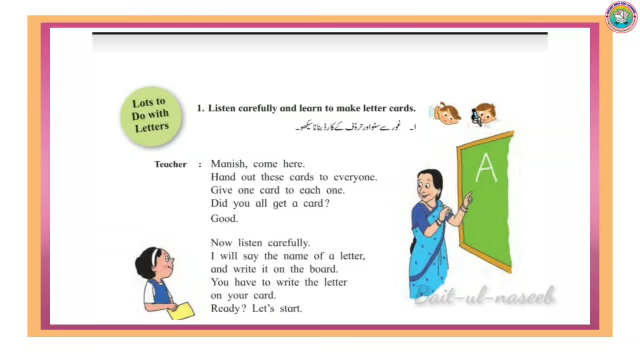 Lots to
Do with
Letters
1. Listen carefully and learn to make letter cards.
۱۔ غور سے سنو اور حروف کے کارڈ بنانا سیکھو۔
Teacher : Manish, come here.
Hand out these cards to everyone.
Give one card to each one.
Did you all get a card?
Good.
Now listen carefully.
I will say the name of a letter,
and write it on the board.
You have to write the letter
on your card.
Ready? Let's start.
A
Bait-ul-naseeb